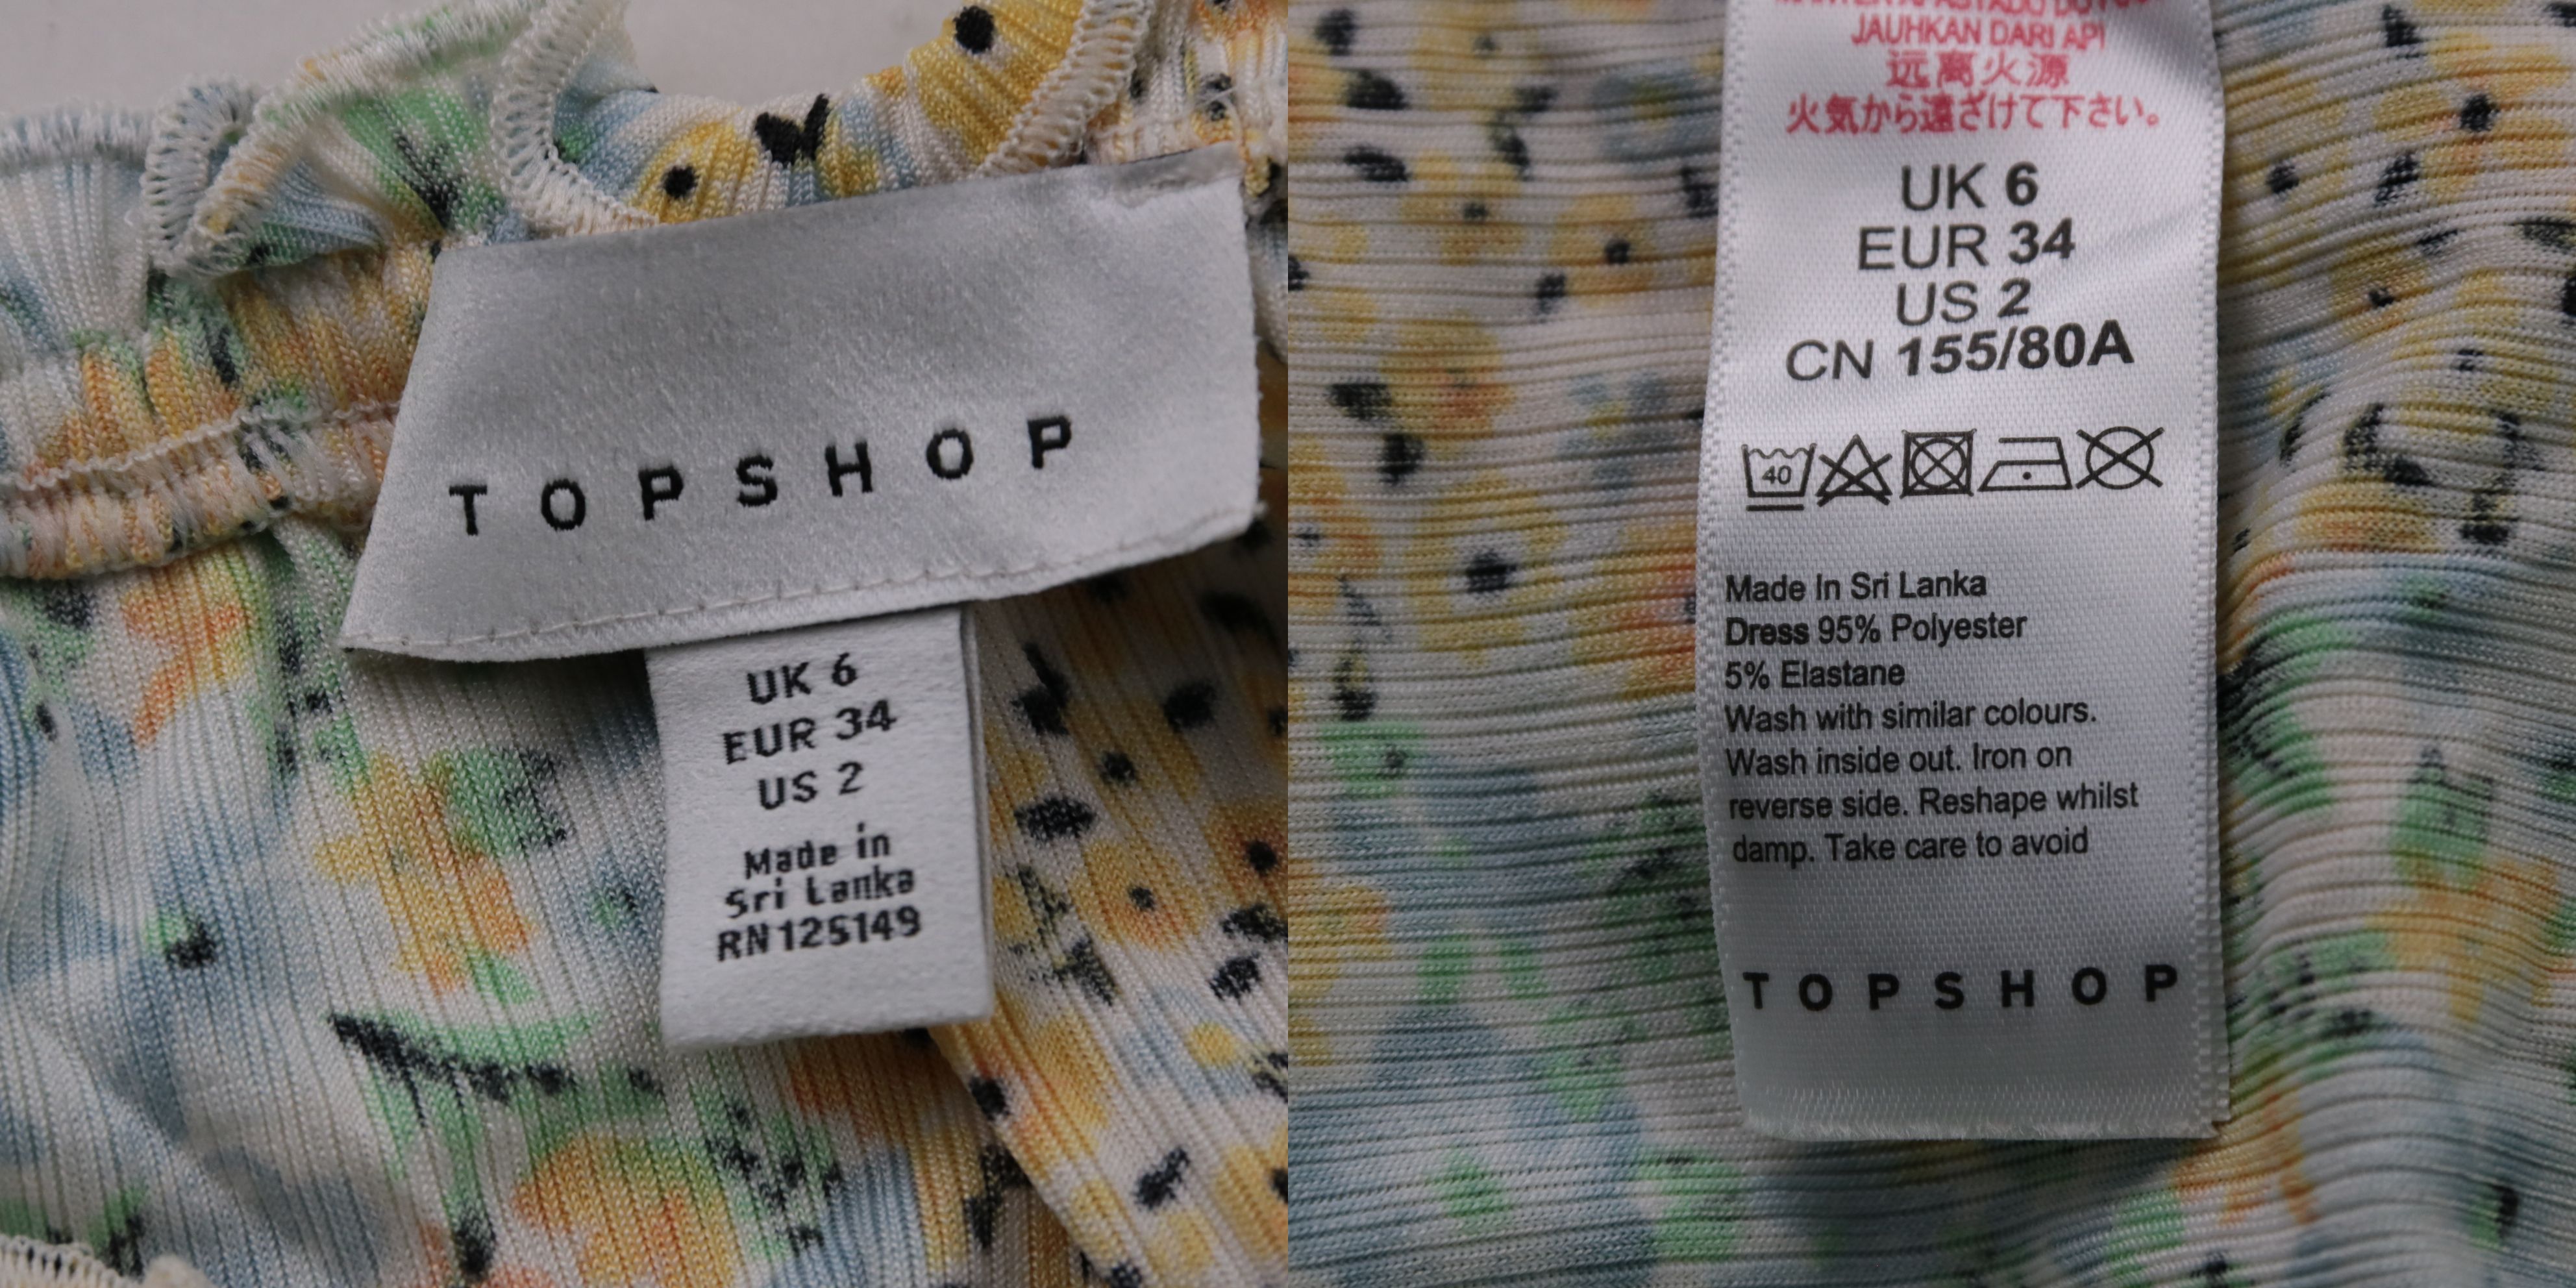 TOPSHOP
UK 6
EUR 34
US 2
Made in
Sri Lanka
RN125149
JAUHKAN DARI API
远离火源
火気から遠ざけて下さい。
UK 6
EUR 34
US 2
CN 155/80A
40
Made In Sri Lanka
Dress 95% Polyester
5% Elastane
Wash with similar colours.
Wash inside out. Iron on
reverse side. Reshape whilst
damp. Take care to avoid
TOPSHOP